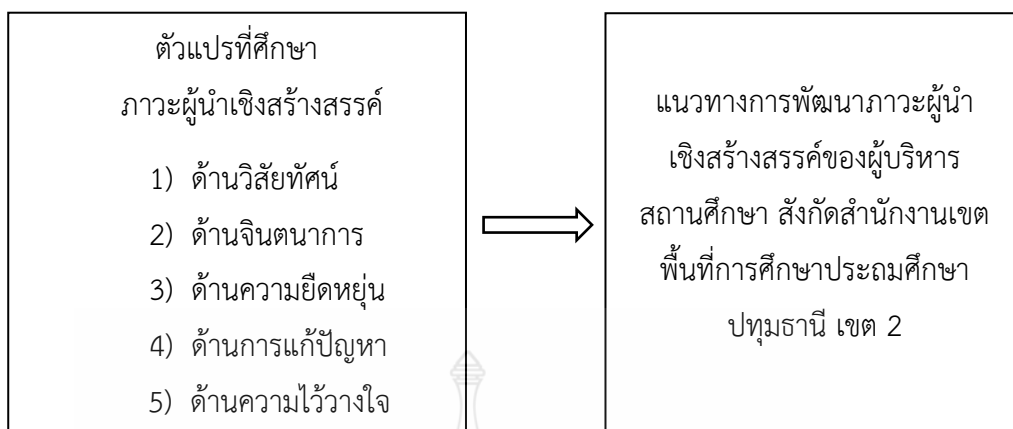 ตัวแปรที่ศึกษา
ภาวะผู้นำเชิงสร้างสรรค์
1) ด้านวิสัยทัศน์
2) ด้านจินตนาการ
3) ด้านความยืดหยุ่น
4) ด้านการแก้ปัญหา
5) ด้านความไว้วางใจ
แนวทางการพัฒนาภาวะผู้นำ
เชิงสร้างสรรค์ของผู้บริหาร
สถานศึกษา สังกัดสำนักงานเขต
พื้นที่การศึกษาประถมศึกษา
ปทุมธานี เขต 2